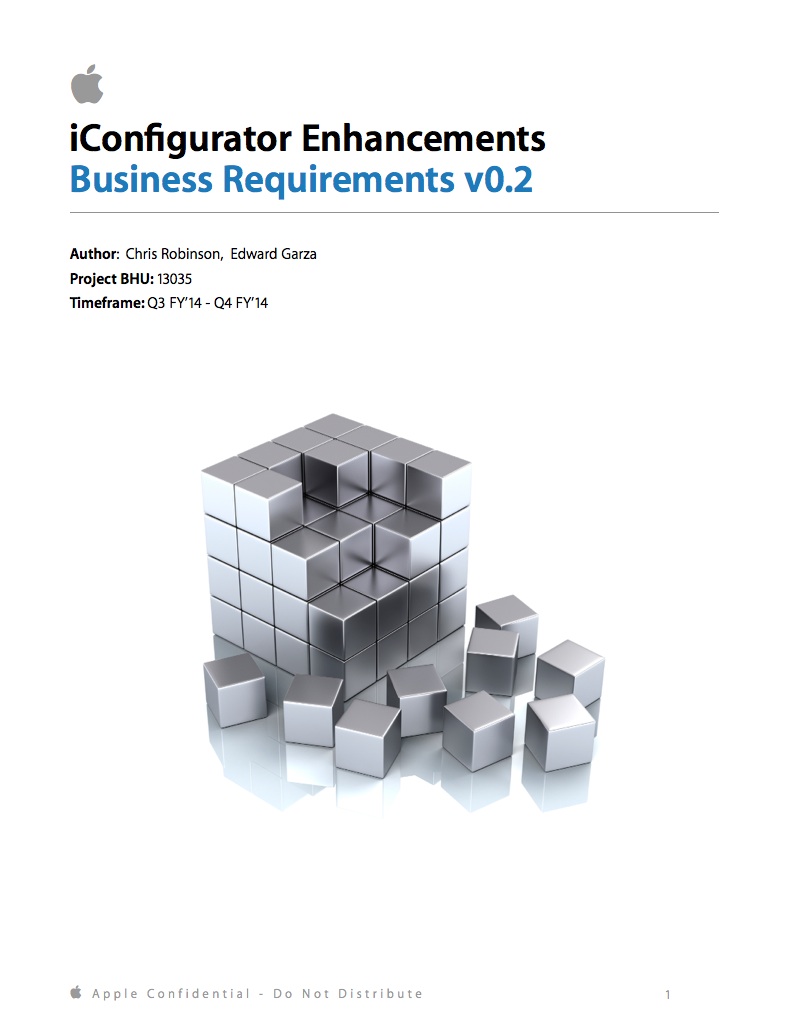 iConfigurator Enhancements
Business Requirements v0.2
Author: Chris Robinson, Edward Garza
Project BHU: 13035
Timeframe: Q3 FY'14 - Q4 FY'14
Apple Confidential - Do Not Distribute 1